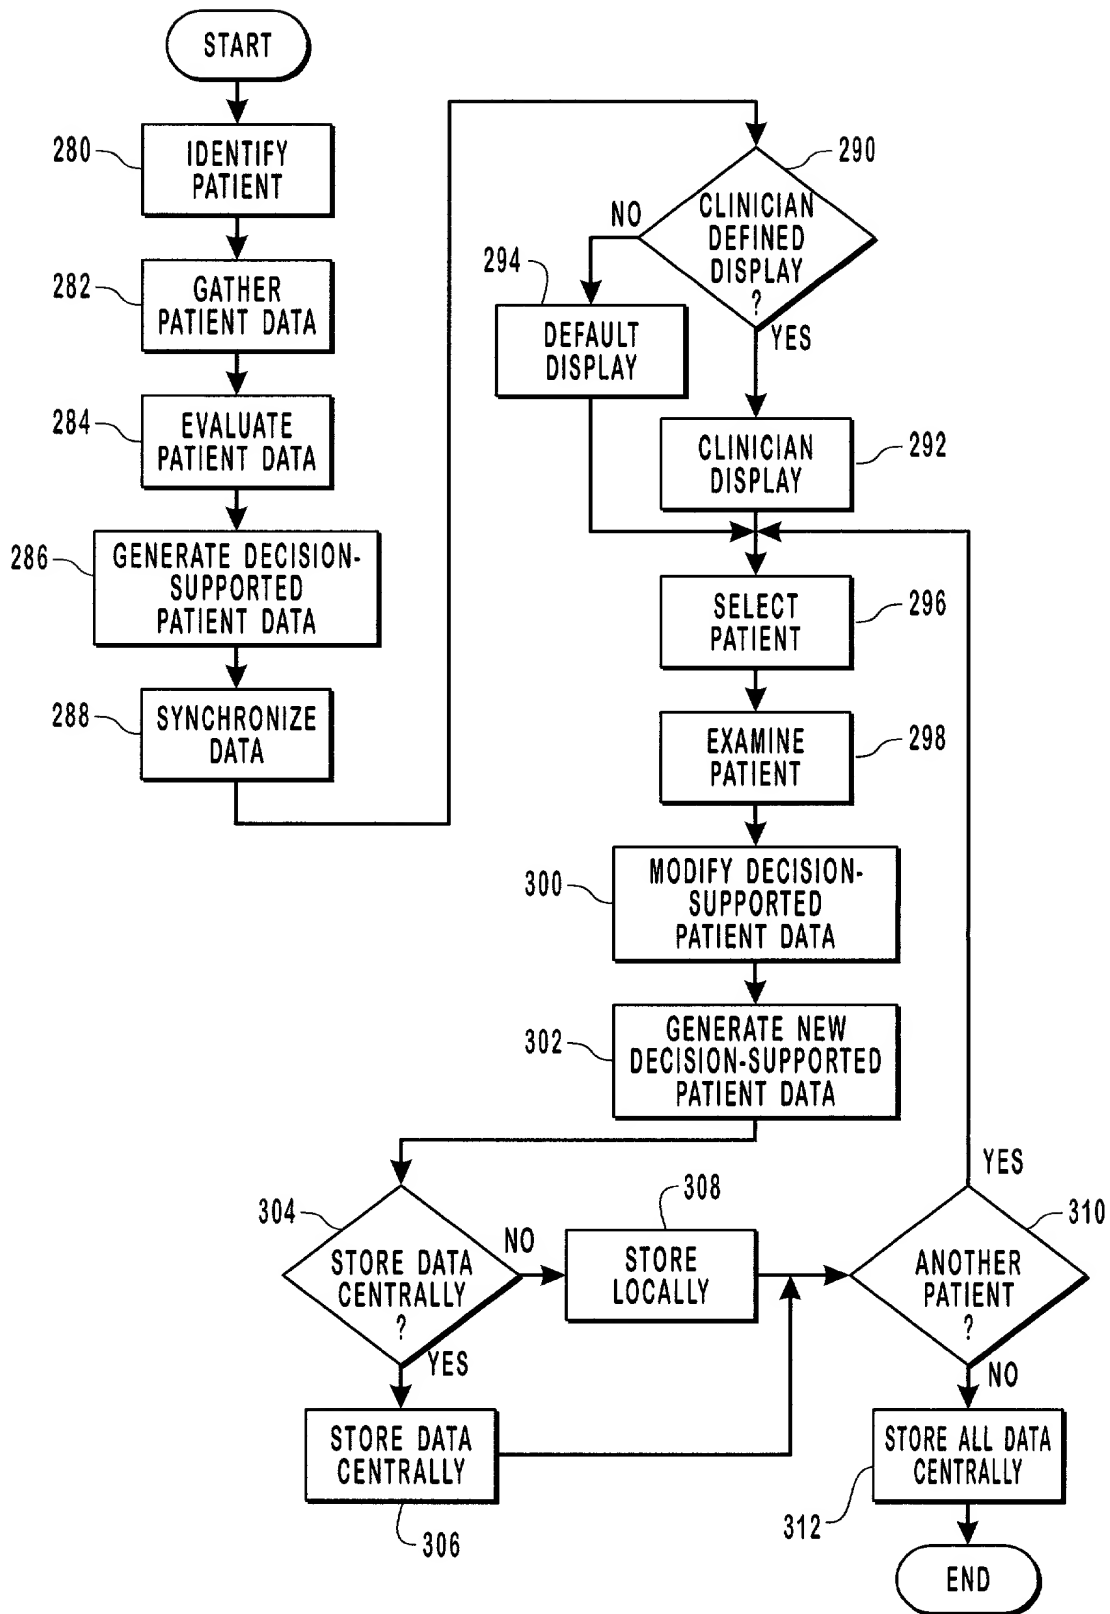 START
280
IDENTIFY
PATIENT
282
GATHER
PATIENT DATA
284
EVALUATE
PATIENT DATA
286
GENERATE DECISION-
SUPPORTED
PATIENT DATA
288
SYNCHRONIZE
DATA
290
CLINICIAN
DEFINED
DISPLAY
?
NO
YES
294
DEFAULT
DISPLAY
CLINICIAN
DISPLAY
292
SELECT
PATIENT
296
EXAMINE
PATIENT
298
300
MODIFY DECISION-
SUPPORTED
PATIENT DATA
302
GENERATE NEW
DECISION-SUPPORTED
PATIENT DATA
304
STORE DATA
CENTRALLY
?
NO
YES
308
STORE
LOCALLY
STORE DATA
CENTRALLY
306
310
ANOTHER
PATIENT
?
YES
NO
STORE ALL DATA
CENTRALLY
312
END